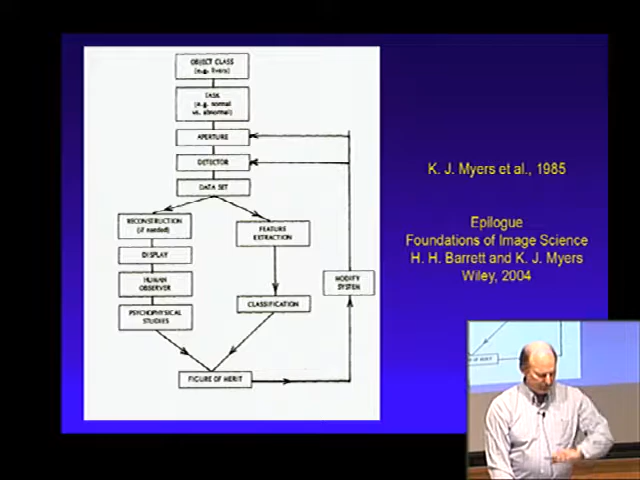 OBJECT CLASS
(e.g. livers)
TASK
(e.g. normal
vs. abnormal)
APERTURE
DETECTOR
DATA SET
RECONSTRUCTION
(if needed)
DISPLAY
HUMAN
OBSERVER
PSYCHOPHYSICAL
STUDIES
FEATURE
EXTRACTION
CLASSIFICATION
MODIFY
SYSTEM
FIGURE OF MERIT
K. J. Myers et al., 1985
Epilogue
Foundations of Image Science
H. H. Barrett and K. J. Myers
Wiley, 2004